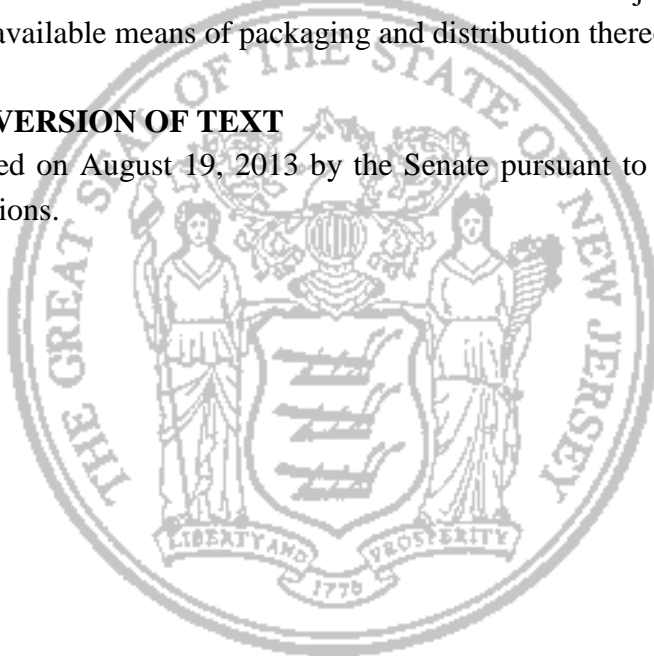 available means of packaging and distribution there
VERSION OF TEXT
ed on August 19, 2013 by the Senate pursuant to
ions.
THE GREAT SEAL OF THE STATE OF NEW JERSEY
LIBERTY AND PROSPERITY
1776